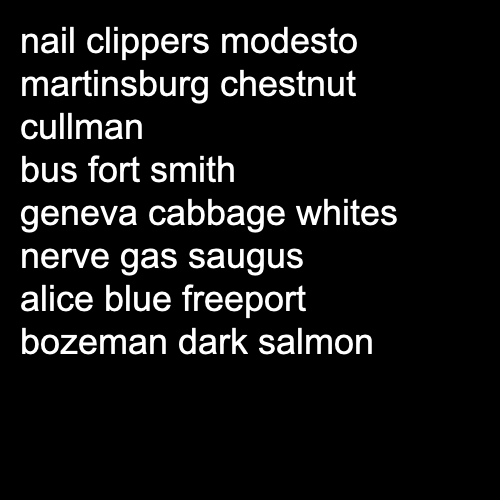 nail clippers modesto
martinsburg chestnut
cullman
bus fort smith
geneva cabbage whites
nerve gas saugus
alice blue freeport
bozeman dark salmon